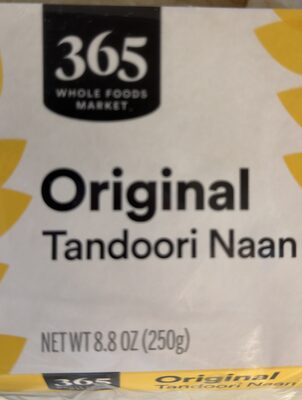 365
WHOLE FOODS
MARKET
Original
Tandoori Naan
NET WT 8.8 OZ (250g)
365
Original
Tandoori Naan